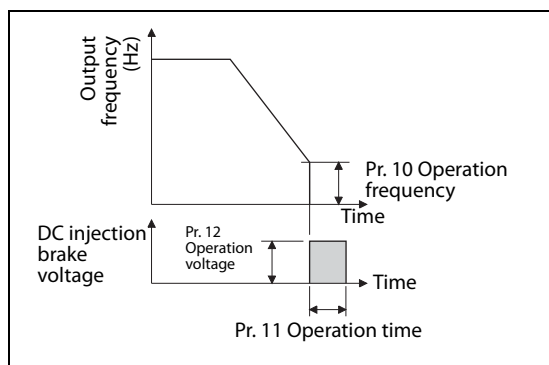 Output frequency
(Hz)
Pr. 10 Operation
frequency
Time
DC injection
brake
voltage
Pr. 12
Operation
voltage
Time
Pr. 11 Operation time